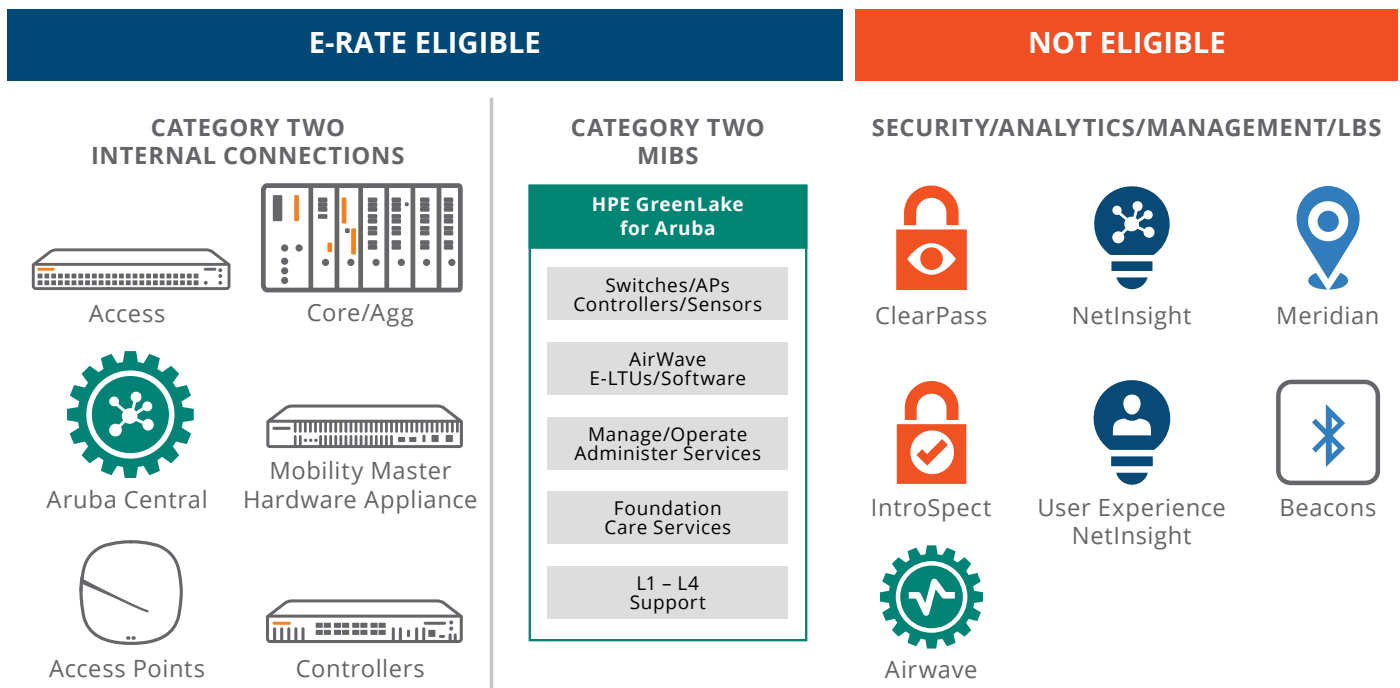 E-RATE ELIGIBLE
NOT ELIGIBLE
CATEGORY TWO
INTERNAL CONNECTIONS
Access
Core/Agg
Aruba Central
Mobility Master
Hardware Appliance
Access Points
Controllers
CATEGORY TWO
MIBS
HPE GreenLake
for Aruba
Switches/APs
Controllers/Sensors
AirWave
E-LTUs/Software
Manage/Operate
Administer Services
Foundation
Care Services
L1 – L4
Support
SECURITY/ANALYTICS/MANAGEMENT/LBS
ClearPass
NetInsight
Meridian
IntroSpect
User Experience
NetInsight
Beacons
Airwave